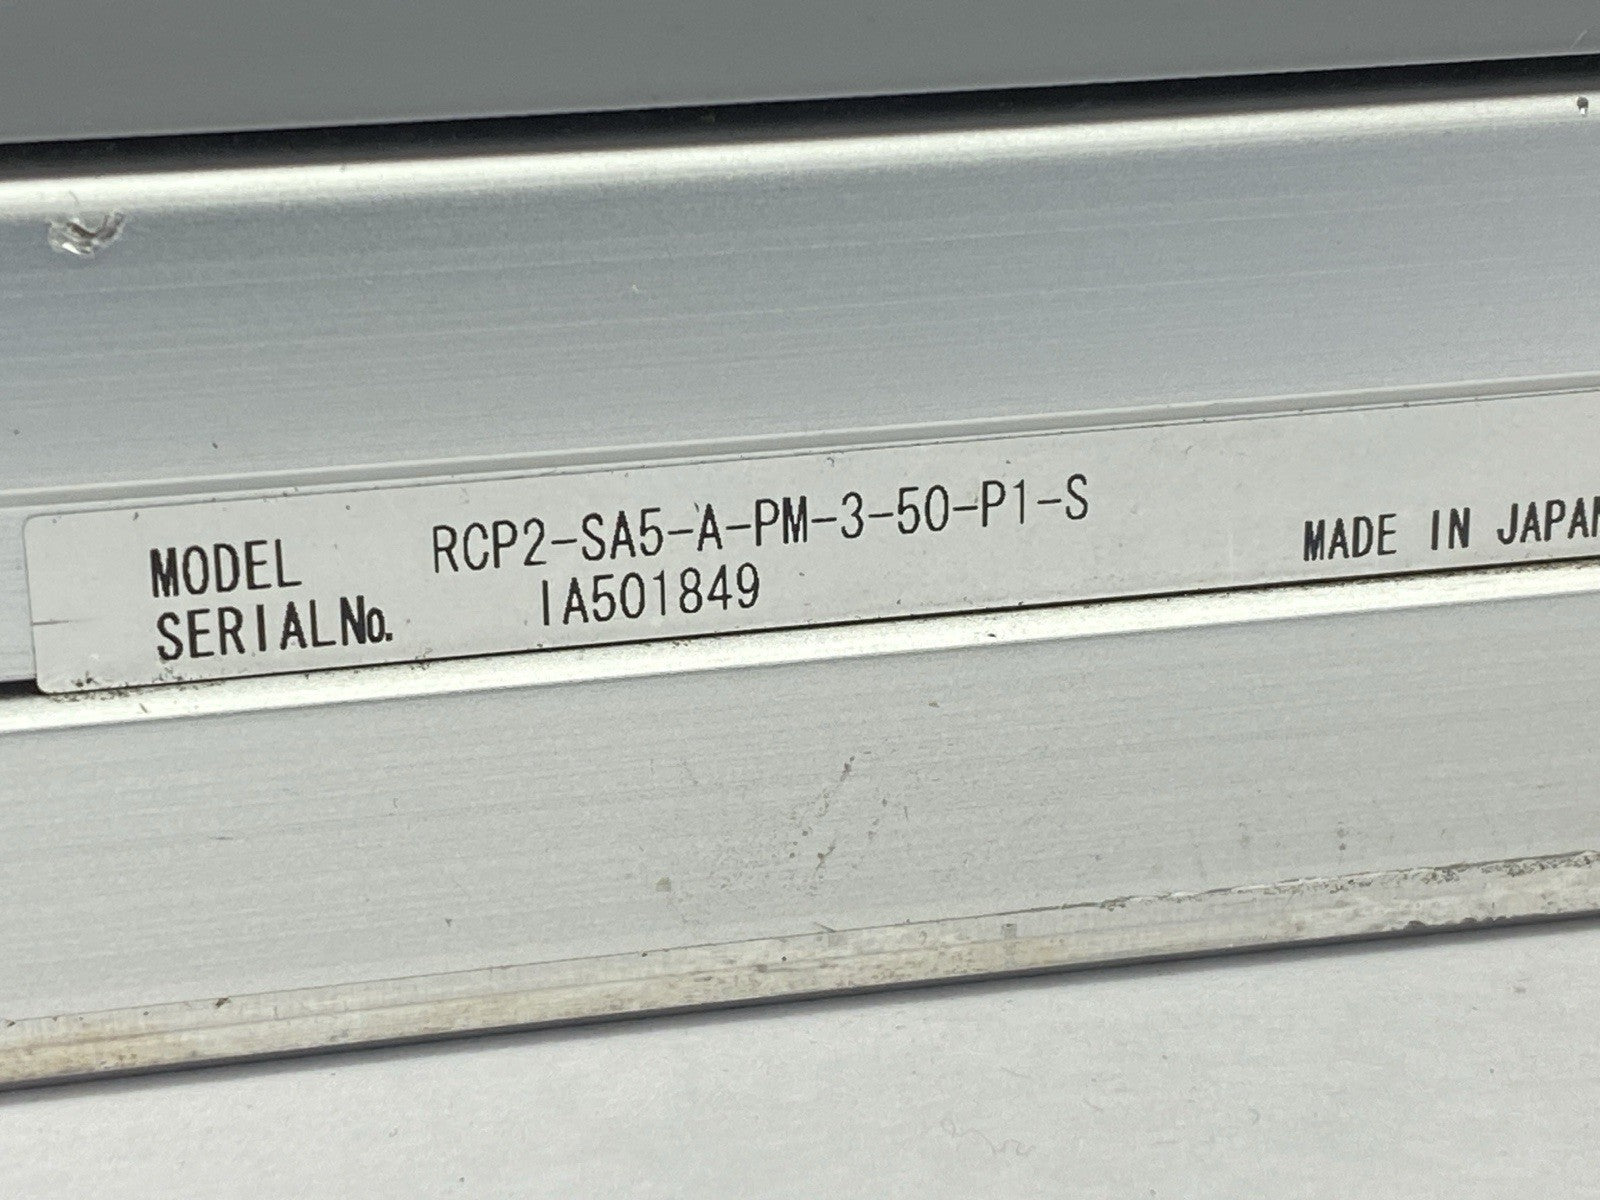 MODEL RCP2-SA5-A-PM-3-50-P1-S
SERIALNo. IA501849
MADE IN JAPAN